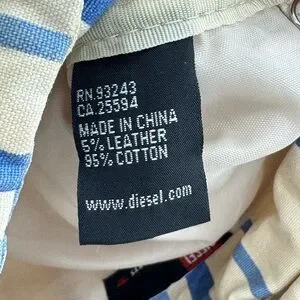 RN.93243
CA.25594
MADE IN CHINA
5% LEATHER
95% COTTON
www.diesel.com